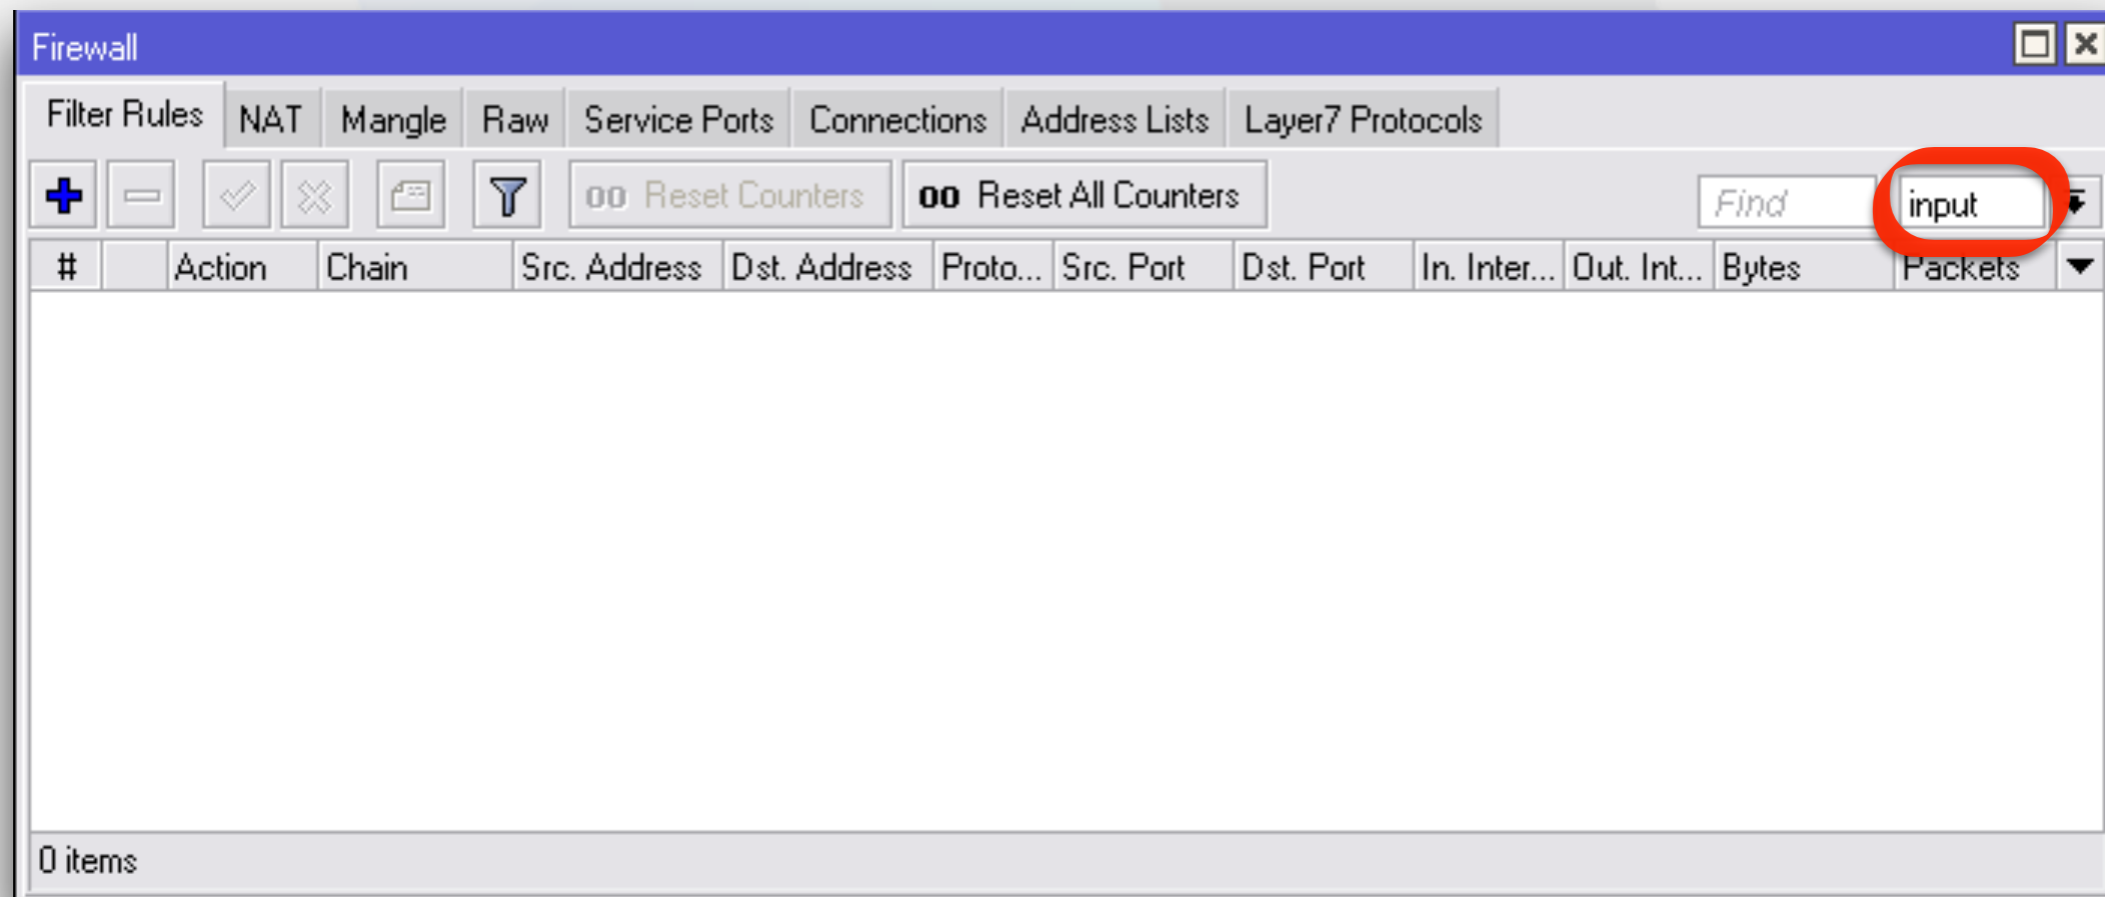 Firewall
Filter Rules NAT Mangle Raw Service Ports Connections Address Lists Layer7 Protocols
00 Reset Counters 00 Reset All Counters Find input
# Action Chain Src. Address Dst. Address Proto... Src. Port Dst. Port In. Inter... Out. Int... Bytes Packets
0 items